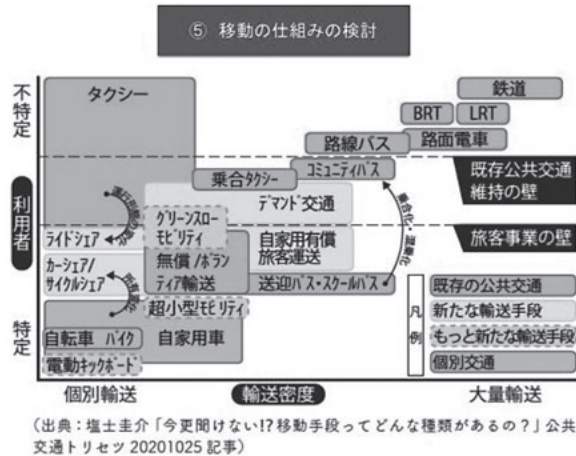 ⑤ 移動の仕組みの検討
不特定
利用者
特定
タクシー
鉄道
BRT
LRT
路線バス
路面電車
コミュニティバス
乗合タクシー
既存公共交通
維持の壁
デマンド交通
グリーンスロー
モビリティ
乗合化・混乗化
ライドシェア
旅客事業の壁
自家用有償
旅客運送
カーシェア/
サイクルシェア
無償/ボラン
ティア輸送
送迎バス・スクールバス
超小型モビリティ
自転車 バイク
自家用車
電動キックボード
凡例
既存の公共交通
新たな輸送手段
もっと新たな輸送手段
個別交通
個別輸送
輸送密度
大量輸送
(出典:塩士圭介「今更聞けない!?移動手段ってどんな種類があるの?」公共
交通トリセツ 20201025 記事)